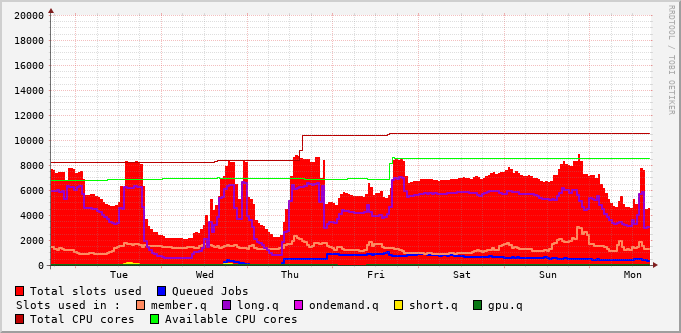 20000
18000
16000
14000
12000
10000
8000
6000
4000
2000
0
Tue Wed Thu Fri Sat Sun Mon
RRDTOOL / TOBI OETIKER
Total slots used Queued Jobs
Slots used in : member.q long.q ondemand.q short.q gpu.q
Total CPU cores Available CPU cores